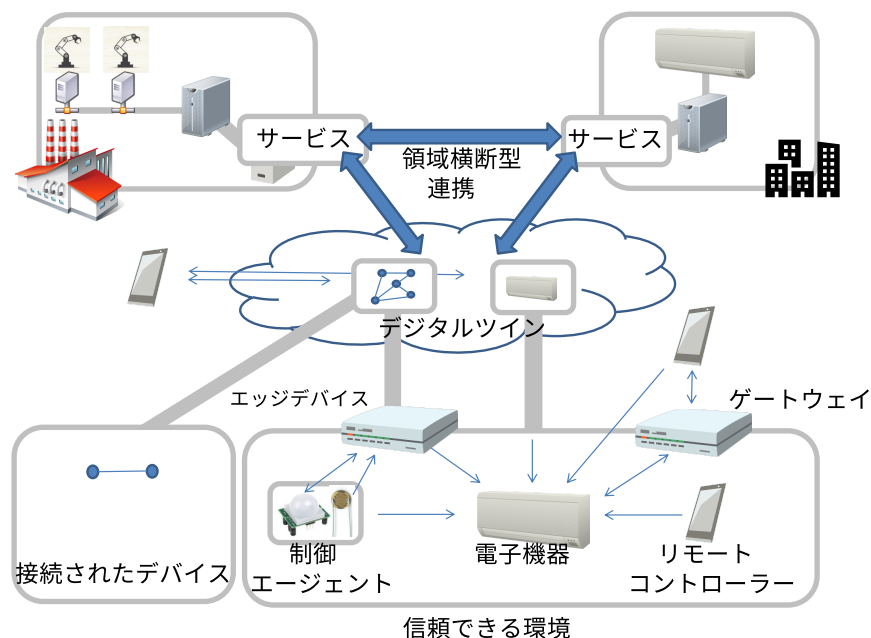 サービス
サービス
領域横断型
連携
デジタルツイン
エッジデバイス
ゲートウェイ
接続されたデバイス
制御
エージェント
電子機器
リモート
コントローラー
信頼できる環境